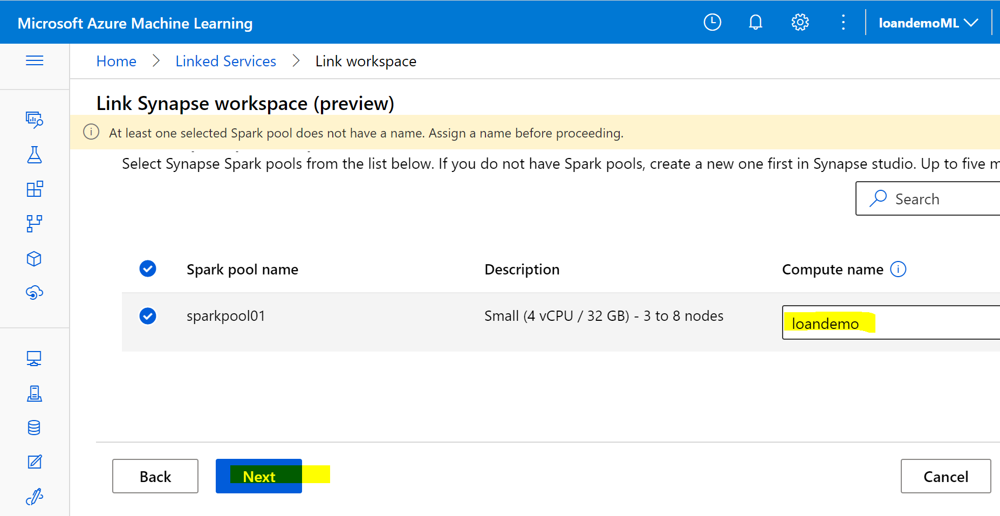 Microsoft Azure Machine Learning
loandemoML
Home > Linked Services > Link workspace
Link Synapse workspace (preview)
At least one selected Spark pool does not have a name. Assign a name before proceeding.
Select Synapse Spark pools from the list below. If you do not have Spark pools, create a new one first in Synapse studio. Up to five
Search
Spark pool name Description Compute name
sparkpool01 Small (4 vCPU / 32 GB) - 3 to 8 nodes loandemo
Back Next Cancel